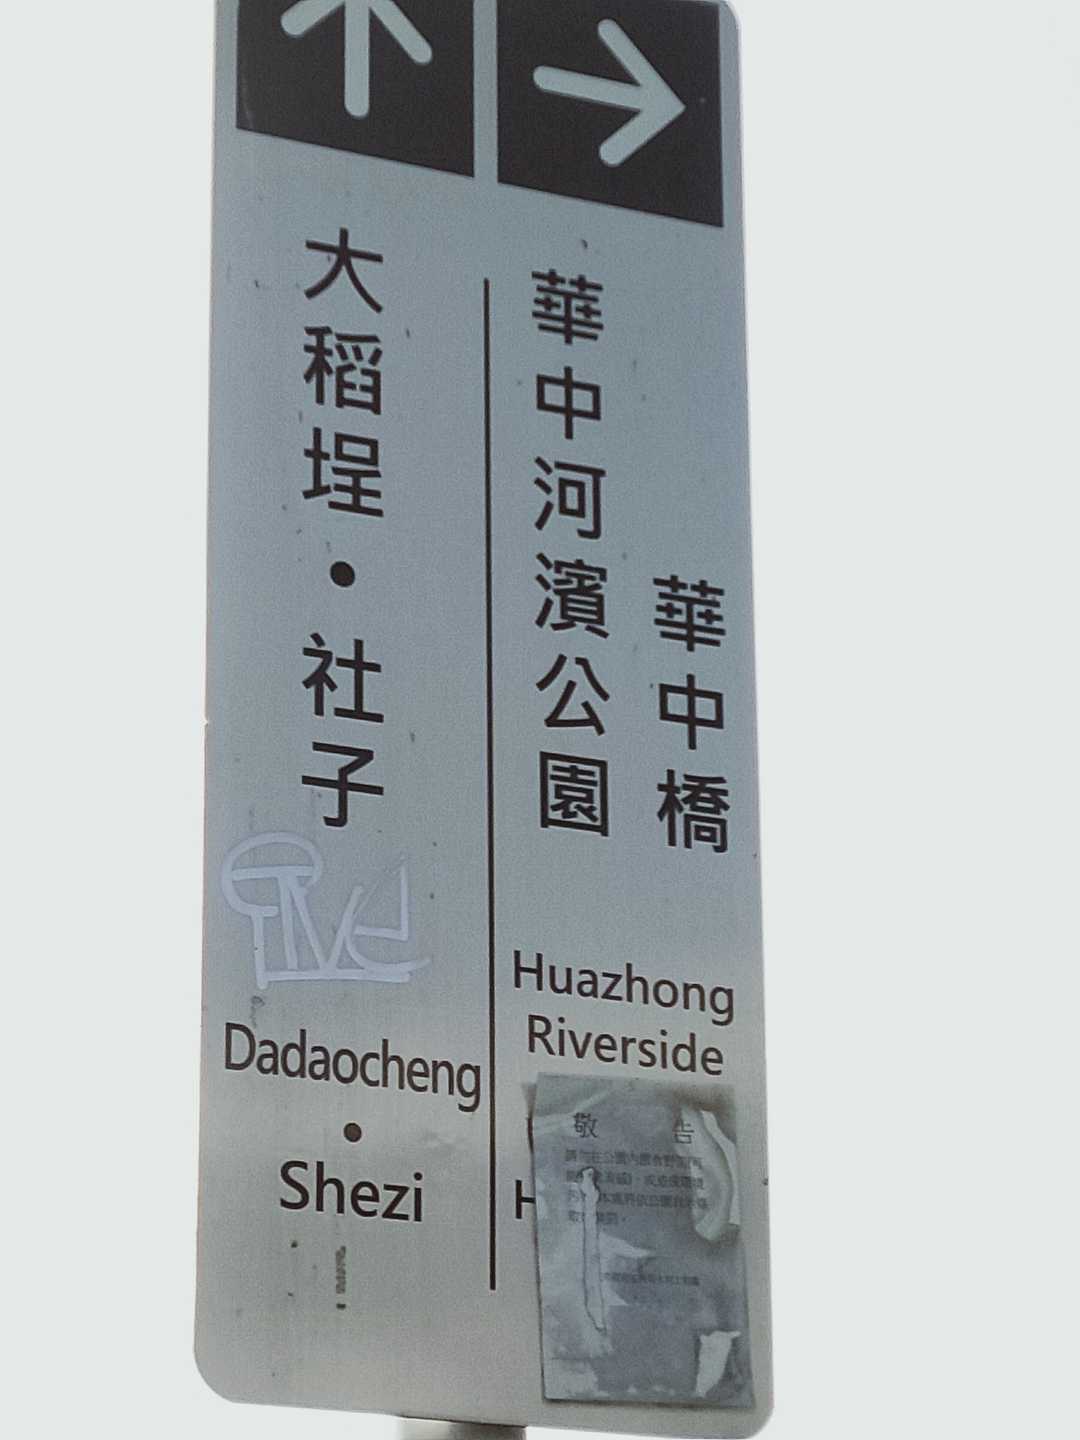 大稻埕・社子
Dadaocheng
・
Shezi
華中橋
華中河濱公園
Huazhong
Riverside
H
敬告